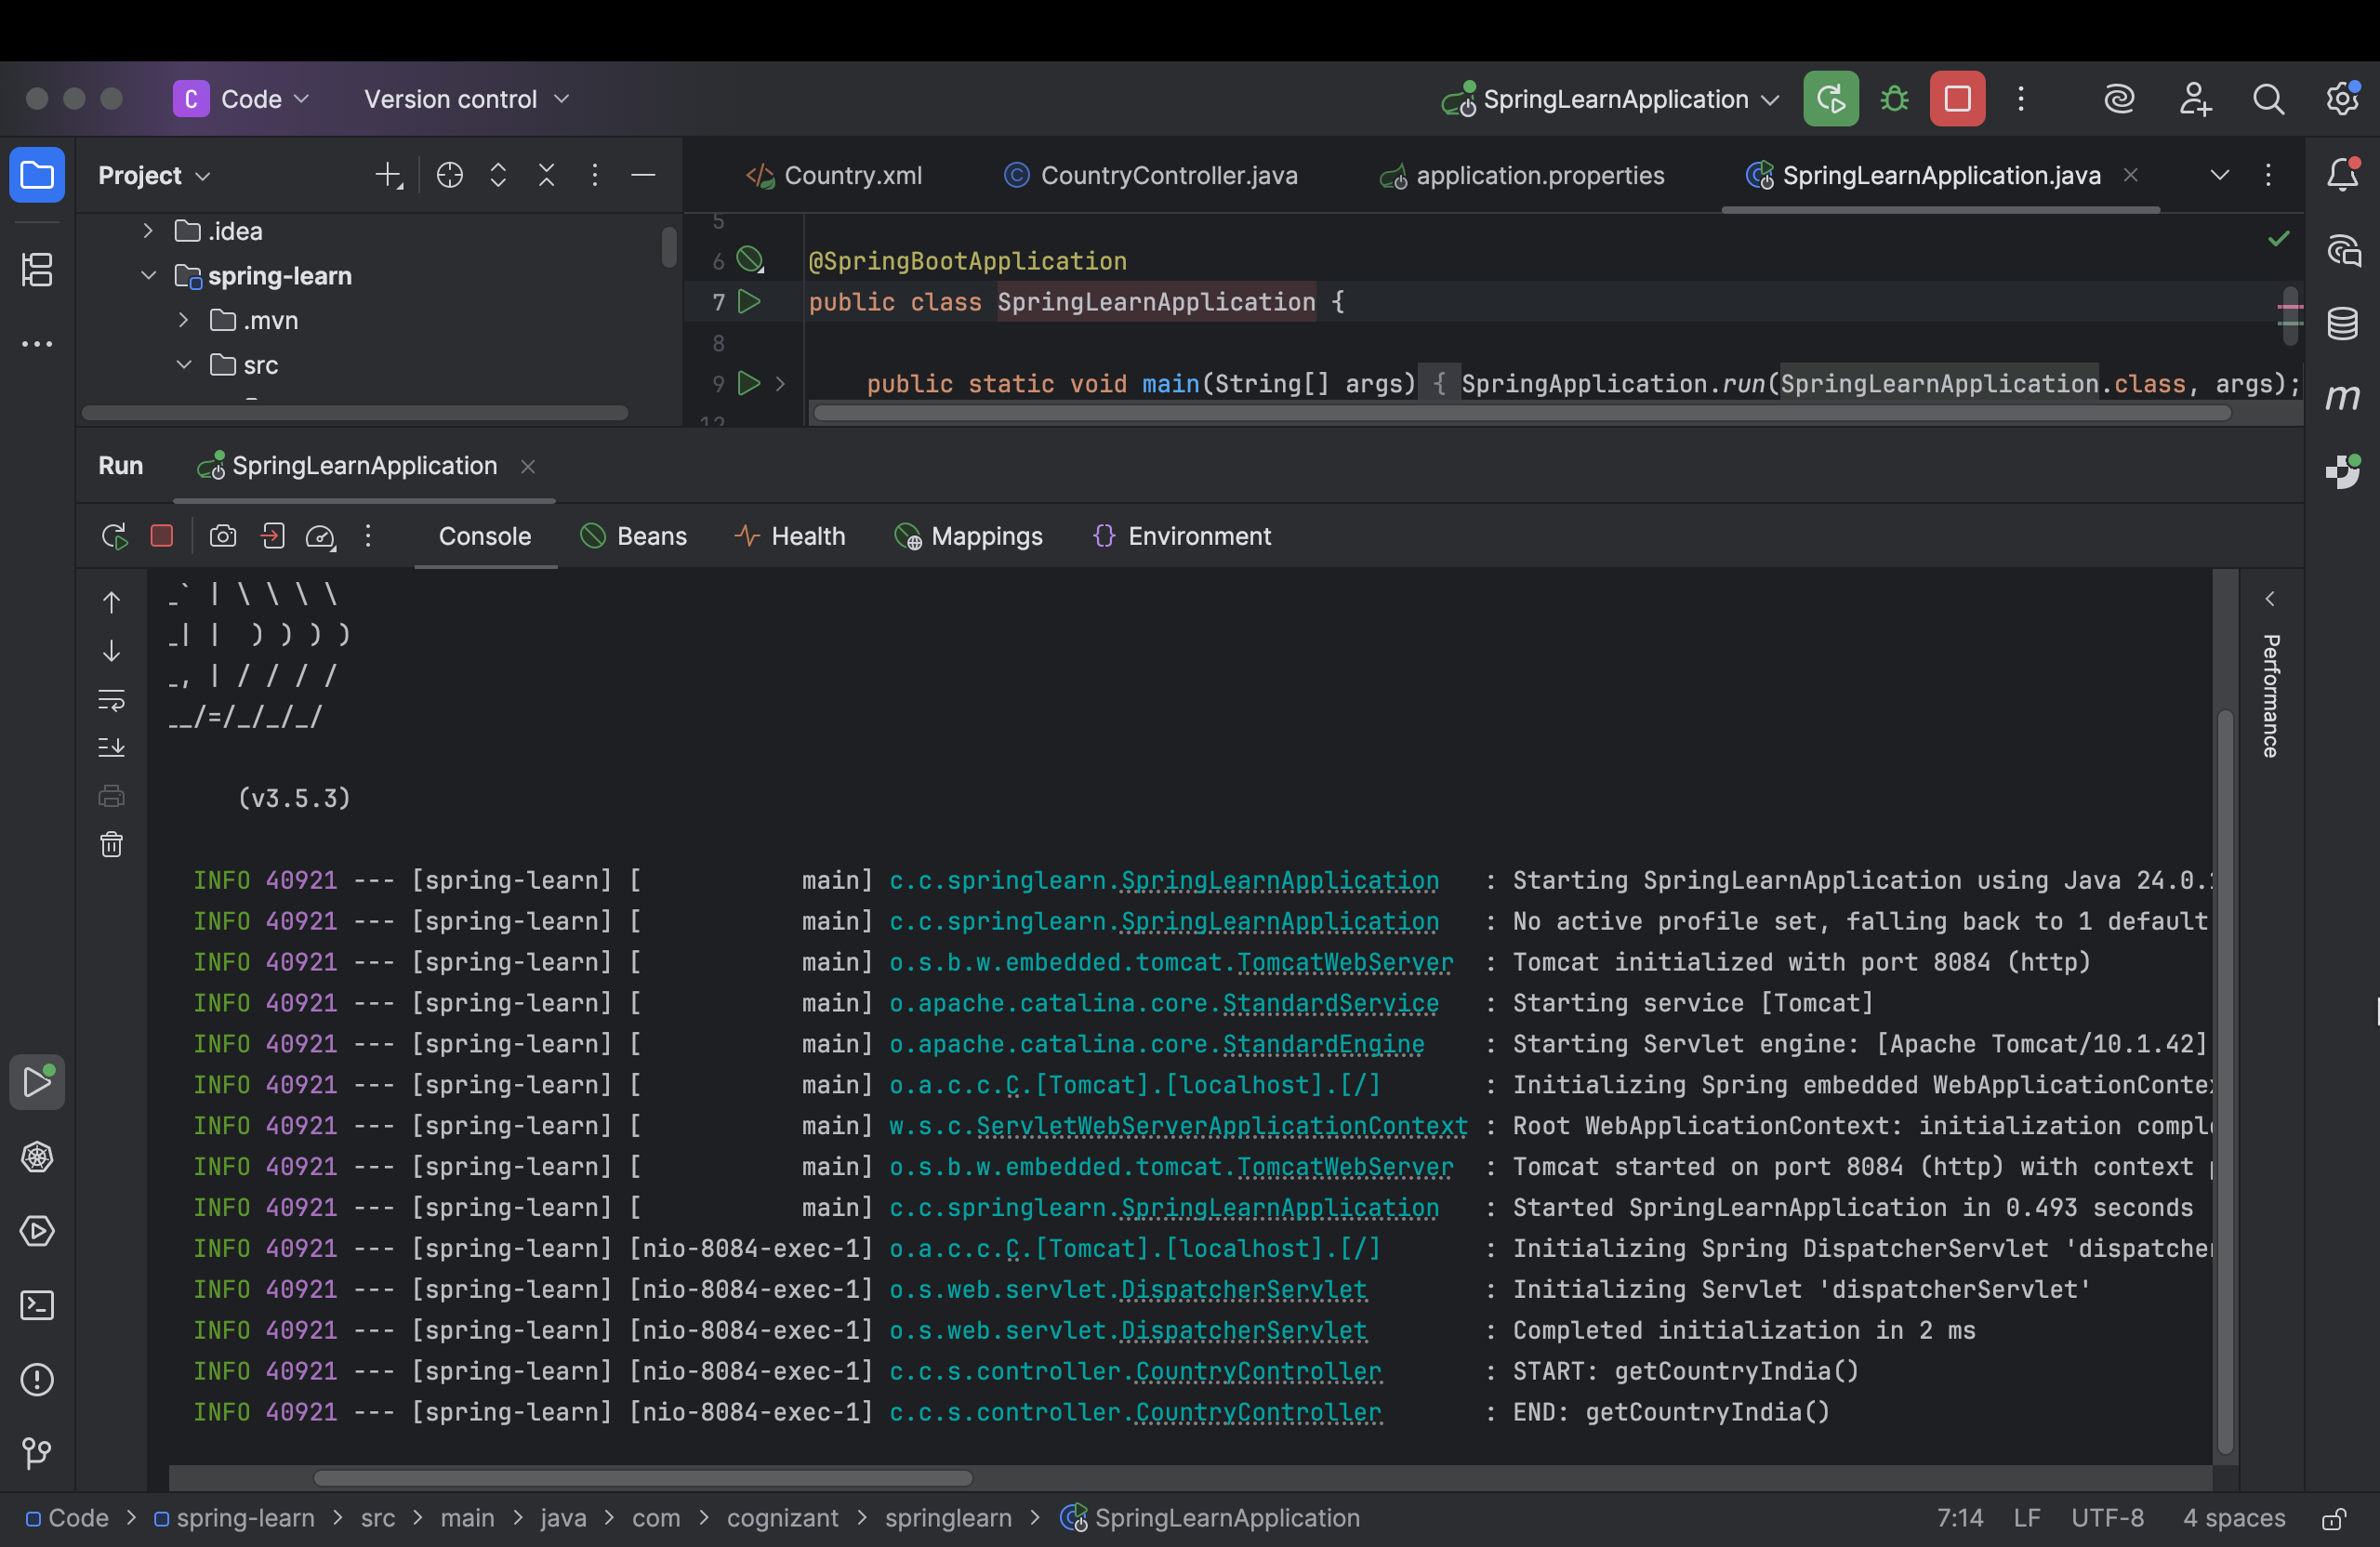 C Code Version control SpringLearnApplication
Project
Country.xml CountryController.java application.properties SpringLearnApplication.java
.idea
spring-learn
.mvn
src
5
6 @SpringBootApplication
7 public class SpringLearnApplication {
8
9 public static void main(String[] args) { SpringApplication.run(SpringLearnApplication.class, args);
12
Run SpringLearnApplication
Console Beans Health Mappings Environment
_` | \ \ \ \
_| |  ) ) ) )
_, | / / / /
__/=/_/_/_/
(v3.5.3)
INFO 40921 --- [spring-learn] [           main] c.c.springlearn.SpringLearnApplication   : Starting SpringLearnApplication using Java 24.0.
INFO 40921 --- [spring-learn] [           main] c.c.springlearn.SpringLearnApplication   : No active profile set, falling back to 1 default
INFO 40921 --- [spring-learn] [           main] o.s.b.w.embedded.tomcat.TomcatWebServer  : Tomcat initialized with port 8084 (http)
INFO 40921 --- [spring-learn] [           main] o.apache.catalina.core.StandardService   : Starting service [Tomcat]
INFO 40921 --- [spring-learn] [           main] o.apache.catalina.core.StandardEngine    : Starting Servlet engine: [Apache Tomcat/10.1.42]
INFO 40921 --- [spring-learn] [           main] o.a.c.c.C.[Tomcat].[localhost].[/]       : Initializing Spring embedded WebApplicationContex
INFO 40921 --- [spring-learn] [           main] w.s.c.ServletWebServerApplicationContext : Root WebApplicationContext: initialization compl
INFO 40921 --- [spring-learn] [           main] o.s.b.w.embedded.tomcat.TomcatWebServer  : Tomcat started on port 8084 (http) with context
INFO 40921 --- [spring-learn] [           main] c.c.springlearn.SpringLearnApplication   : Started SpringLearnApplication in 0.493 seconds
INFO 40921 --- [spring-learn] [nio-8084-exec-1] o.a.c.c.C.[Tomcat].[localhost].[/]       : Initializing Spring DispatcherServlet 'dispatcher
INFO 40921 --- [spring-learn] [nio-8084-exec-1] o.s.web.servlet.DispatcherServlet        : Initializing Servlet 'dispatcherServlet'
INFO 40921 --- [spring-learn] [nio-8084-exec-1] o.s.web.servlet.DispatcherServlet        : Completed initialization in 2 ms
INFO 40921 --- [spring-learn] [nio-8084-exec-1] c.c.s.controller.CountryController       : START: getCountryIndia()
INFO 40921 --- [spring-learn] [nio-8084-exec-1] c.c.s.controller.CountryController       : END: getCountryIndia()
Performance
Code > spring-learn > src > main > java > com > cognizant > springlearn > SpringLearnApplication 7:14 LF UTF-8 4 spaces